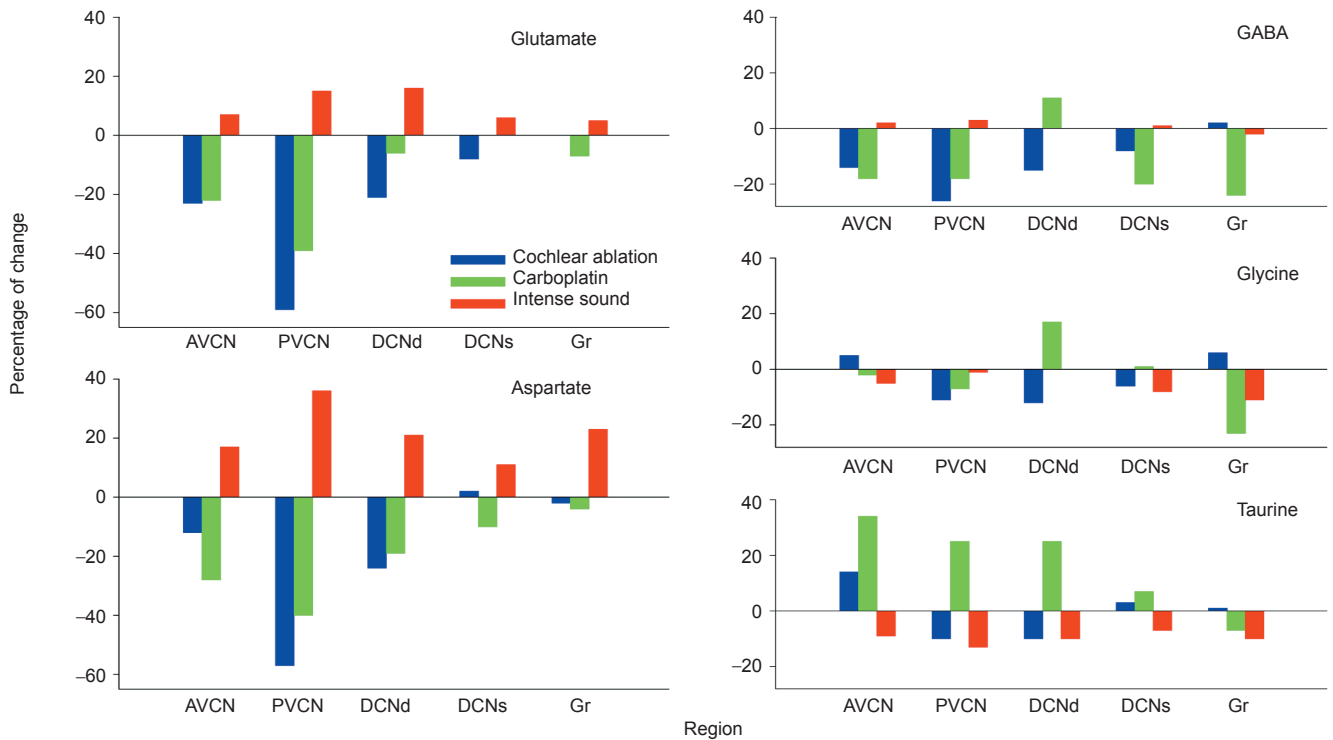 Percentage of change
Glutamate
40
20
0
–20
–40
–60
Cochlear ablation
Carboplatin
Intense sound
AVCN PVCN DCNd DCNs Gr
Aspartate
40
20
0
–20
–40
–60
AVCN PVCN DCNd DCNs Gr
GABA
40
20
0
–20
AVCN PVCN DCNd DCNs Gr
Glycine
40
20
0
–20
AVCN PVCN DCNd DCNs Gr
Taurine
40
20
0
–20
AVCN PVCN DCNd DCNs Gr
Region